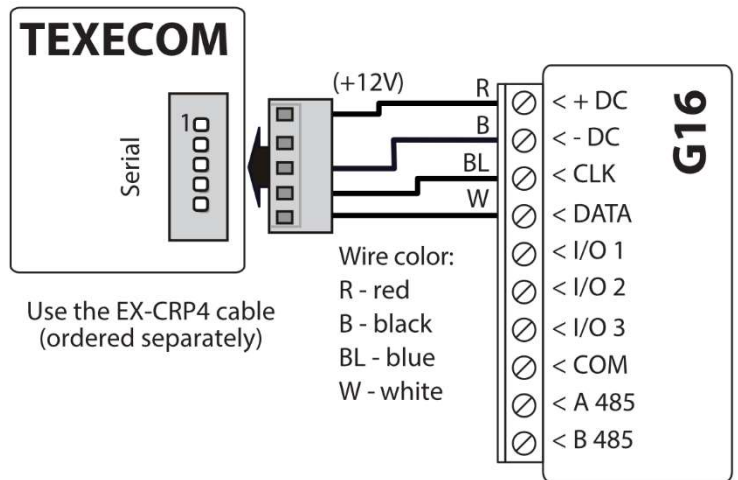 TEXECOM
1
Serial
Use the EX-CRP4 cable
(ordered separately)
(+12V)
R
B
BL
W
Wire color:
R - red
B - black
BL - blue
W - white
< + DC
< - DC
< CLK
< DATA
< I/O 1
< I/O 2
< I/O 3
< COM
< A 485
< B 485
G16